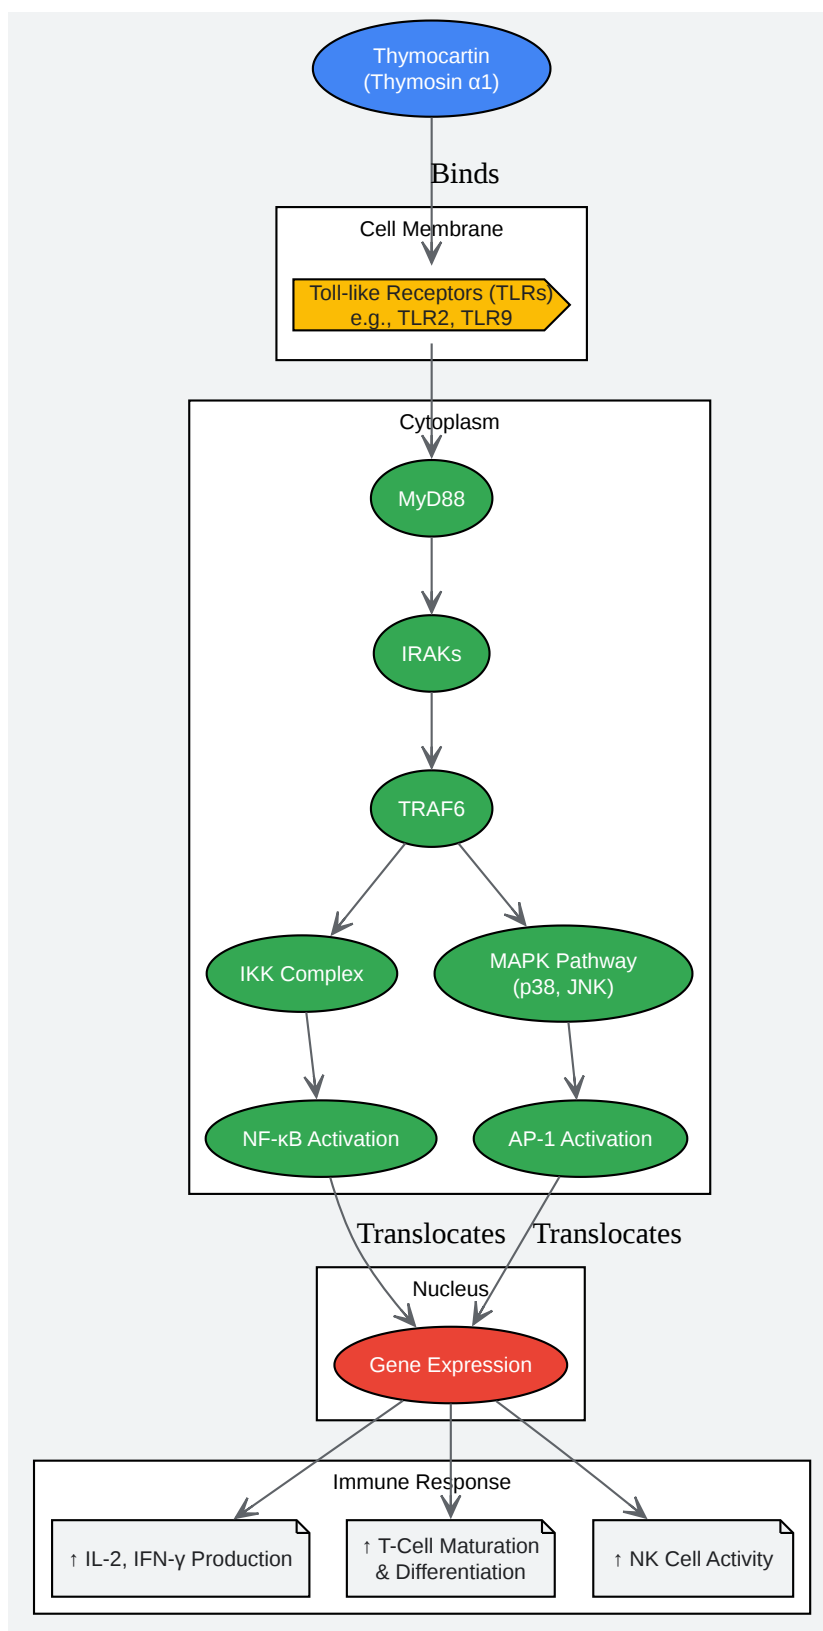 Thymocartin
(Thymosin α1)
Binds
Cell Membrane
Toll-like Receptors (TLRs)
e.g., TLR2, TLR9
Cytoplasm
MyD88
IRAKs
TRAF6
IKK Complex
MAPK Pathway
(p38, JNK)
NF-κB Activation
AP-1 Activation
Translocates
Translocates
Nucleus
Gene Expression
Immune Response
↑ IL-2, IFN-γ Production
↑ T-Cell Maturation
& Differentiation
↑ NK Cell Activity